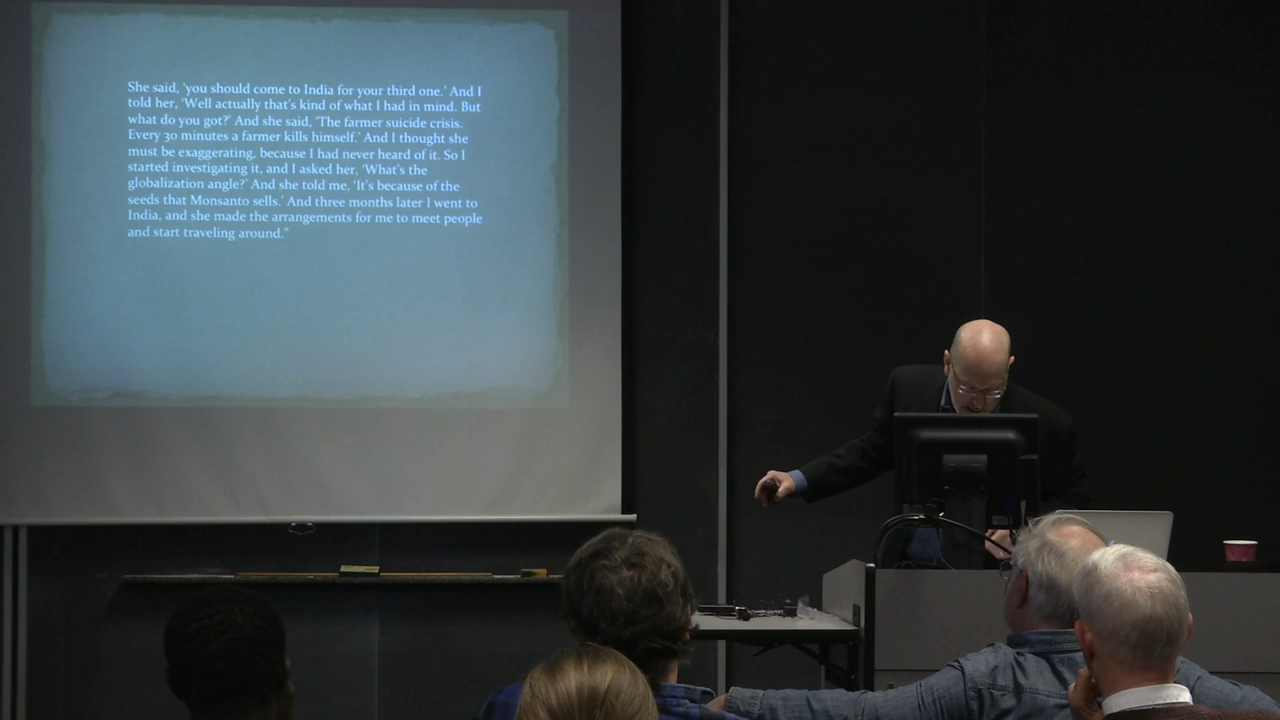 She said, ‘you should come to India for your third one.’ And I
told her, ‘Well actually that’s kind of what I had in mind. But
what do you got?’ And she said, ‘The farmer suicide crisis.
Every 30 minutes a farmer kills himself.’ And I thought she
must be exaggerating, because I had never heard of it. So I
started investigating it, and I asked her, ‘What’s the
globalization angle?’ And she told me, ‘It’s because of the
seeds that Monsanto sells.’ And three months later I went to
India, and she made the arrangements for me to meet people
and start traveling around.”